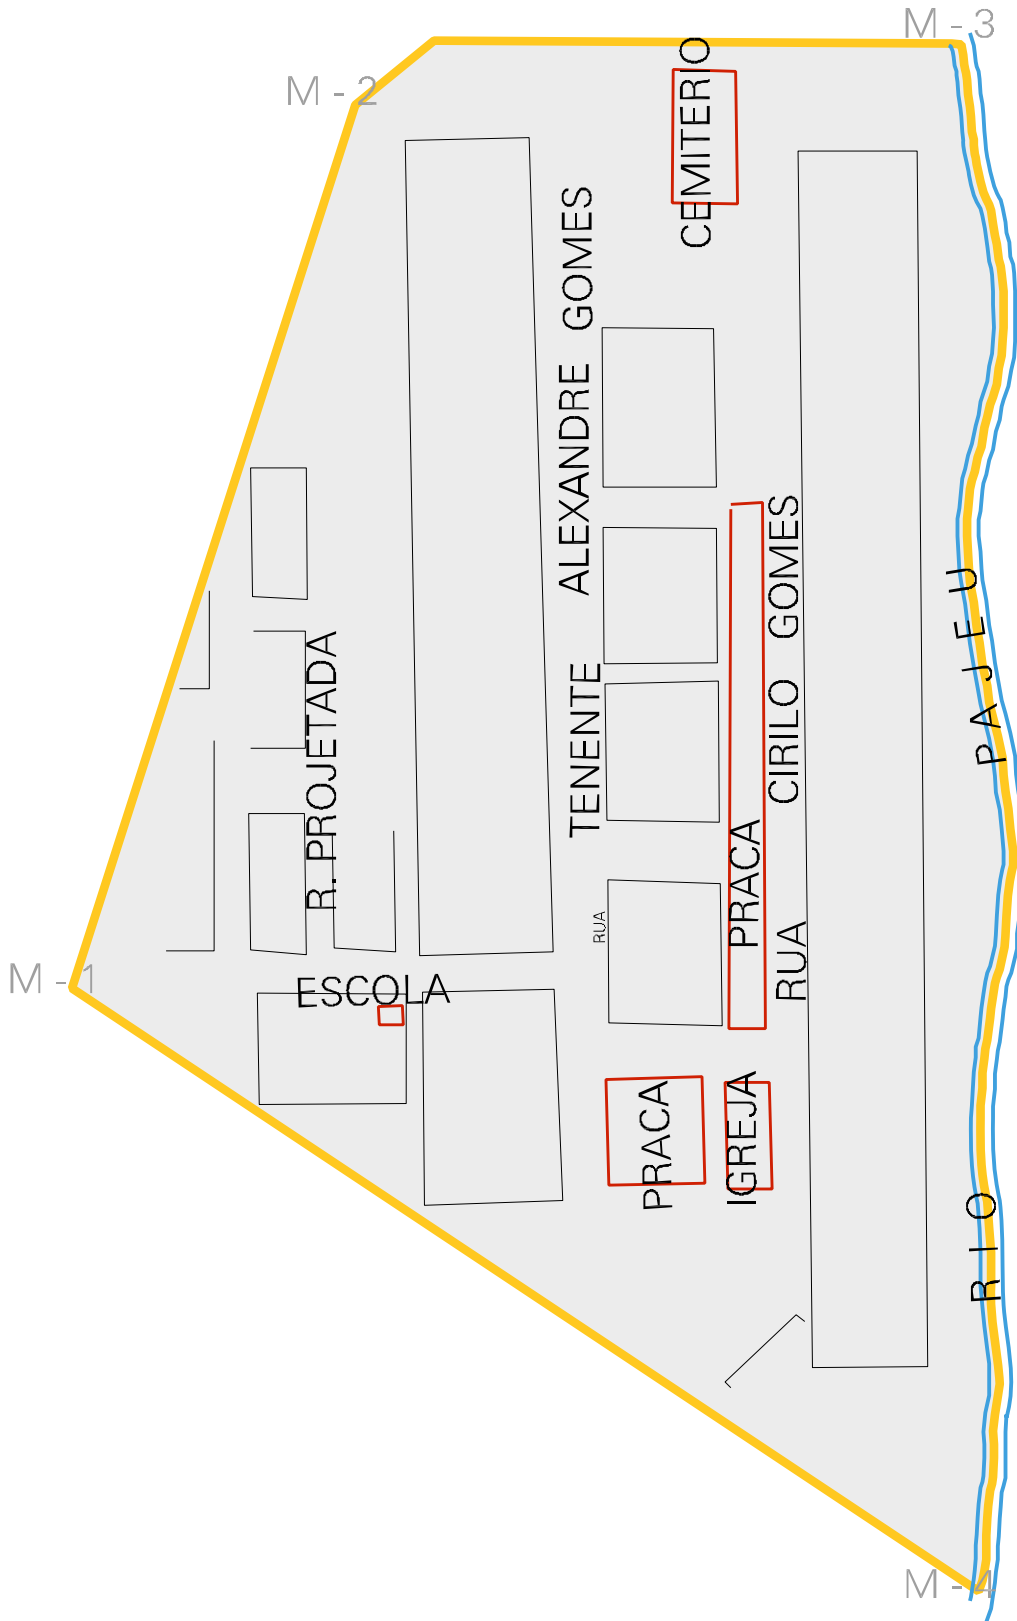 M - 3
M - 2
CEMITERIO
RUA TENENTE ALEXANDRE GOMES
RUA CIRILO GOMES
PRACA
R. PROJETADA
RIO PAJEU
M - 1
ESCOLA
PRACA
IGREJA
M - 4